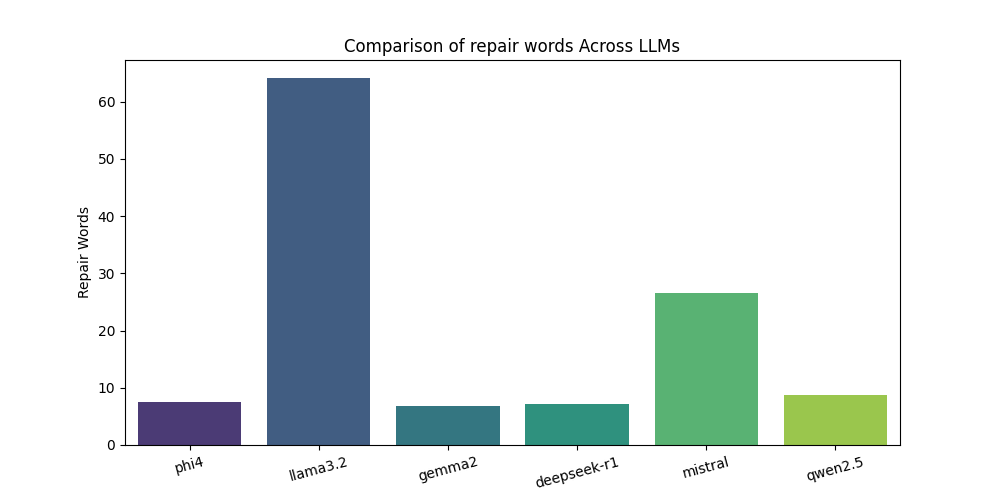 Comparison of repair words Across LLMs
Repair Words
60
50
40
30
20
10
0
phi4
llama3.2
gemma2
deepseek-r1
mistral
qwen2.5